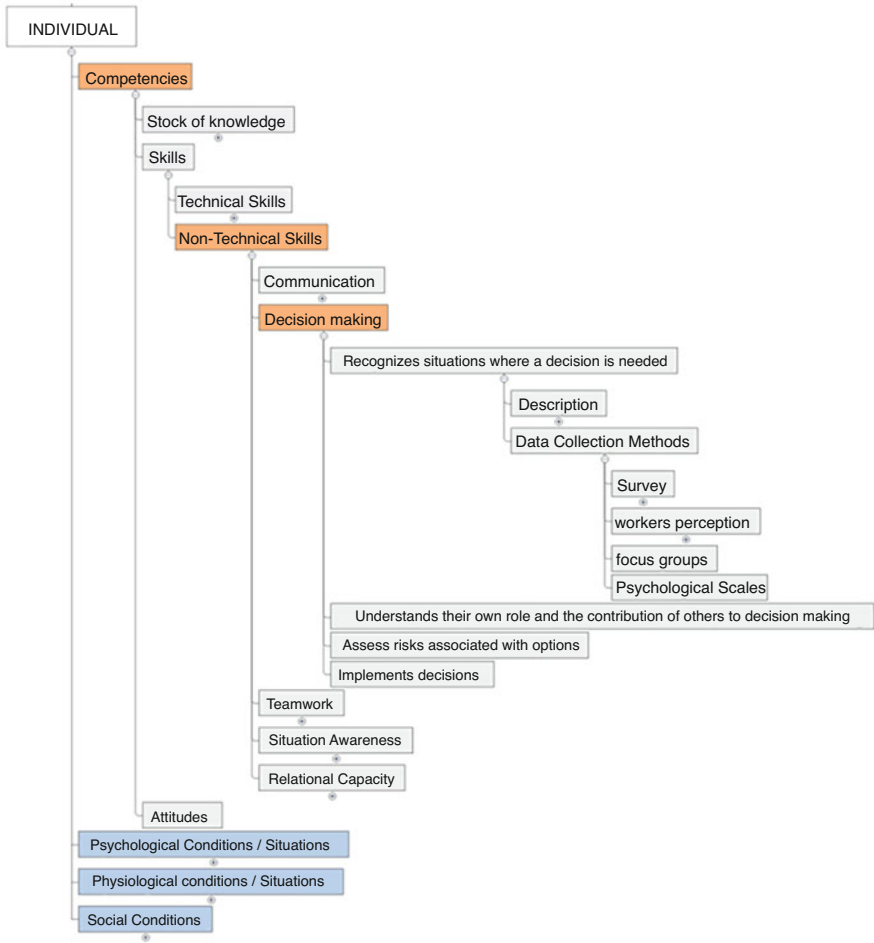 INDIVIDUAL
Competencies
Stock of knowledge
Skills
Technical Skills
Non-Technical Skills
Communication
Decision making
Recognizes situations where a decision is needed
Description
Data Collection Methods
Survey
workers perception
focus groups
Psychological Scales
Understands their own role and the contribution of others to decision making
Assess risks associated with options
Implements decisions
Teamwork
Situation Awareness
Relational Capacity
Attitudes
Psychological Conditions / Situations
Physiological conditions / Situations
Social Conditions